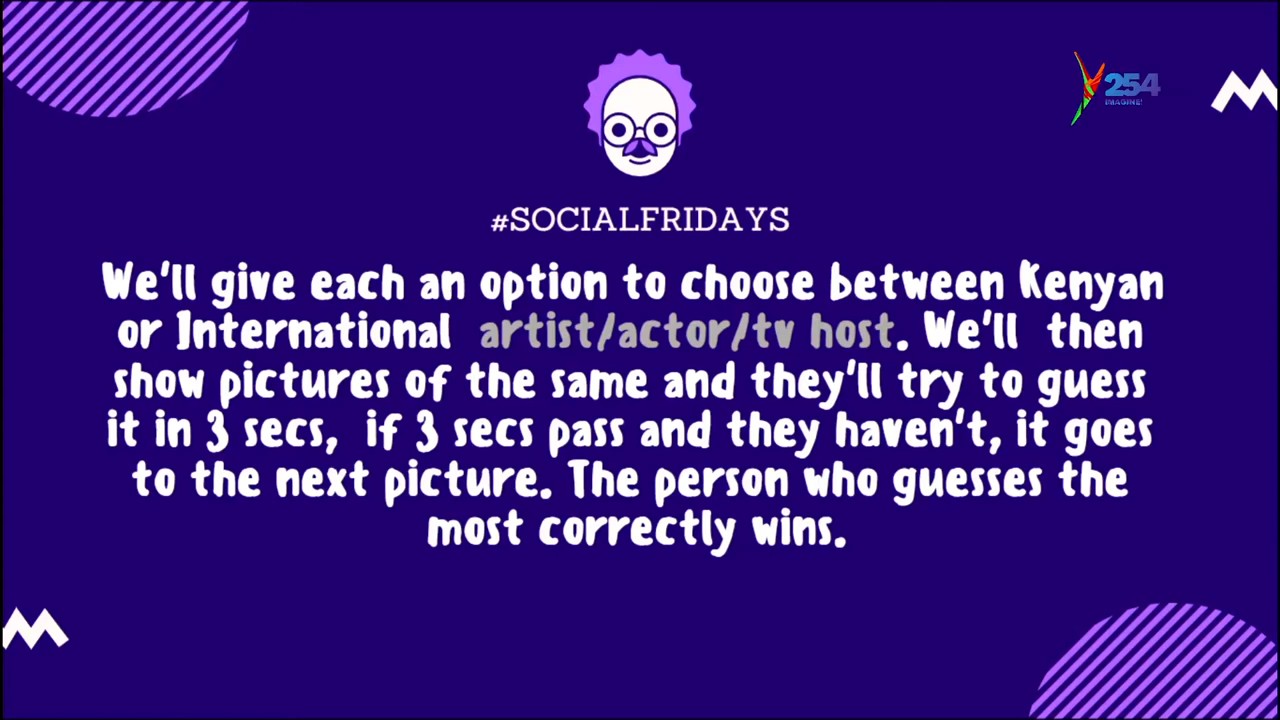 Y254
IMAGINE!
#SOCIALFRIDAYS
We'll give each an option to choose between Kenyan
or International artist/actor/tv host. We'll then
show pictures of the same and they'll try to guess
it in 3 secs, if 3 secs pass and they haven't, it goes
to the next picture. The person who guesses the
most correctly wins.